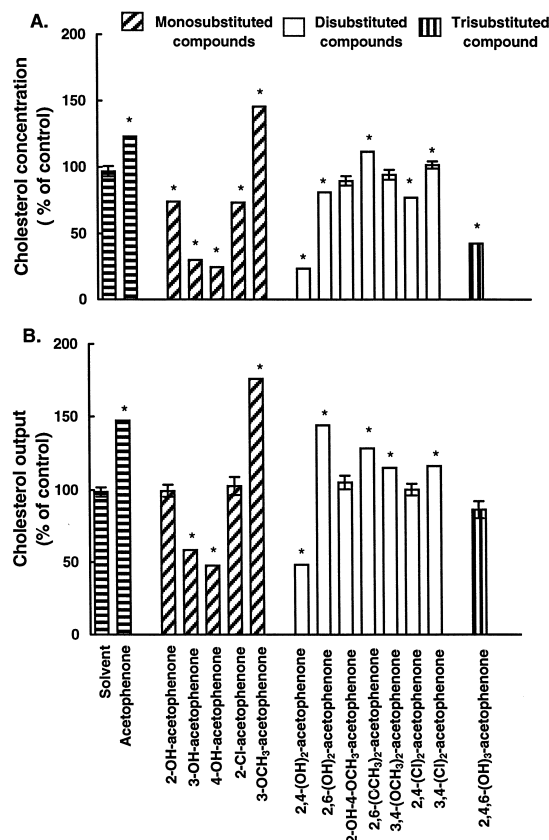 A.
Monosubstituted
compounds
Disubstituted
compounds
Trisubstituted
compound
Cholesterol concentration
( % of control)
200
150
100
50
0
*
*
*
*
*
*
*
*
*
*
*
*
B.
Cholesterol output
(% of control)
200
150
100
50
0
*
*
*
*
*
*
*
*
*
Solvent
Acetophenone
2-OH-acetophenone
3-OH-acetophenone
4-OH-acetophenone
2-Cl-acetophenone
3-OCH₃-acetophenone
2,4-(OH)₂-acetophenone
2,6-(OH)₂-acetophenone
2-OH-4-OCH₃-acetophenone
2,6-(OCH₃)₂-acetophenone
3,4-(OCH₃)₂-acetophenone
2,4-(Cl)₂-acetophenone
3,4-(Cl)₂-acetophenone
2,4,6-(OH)₃-acetophenone